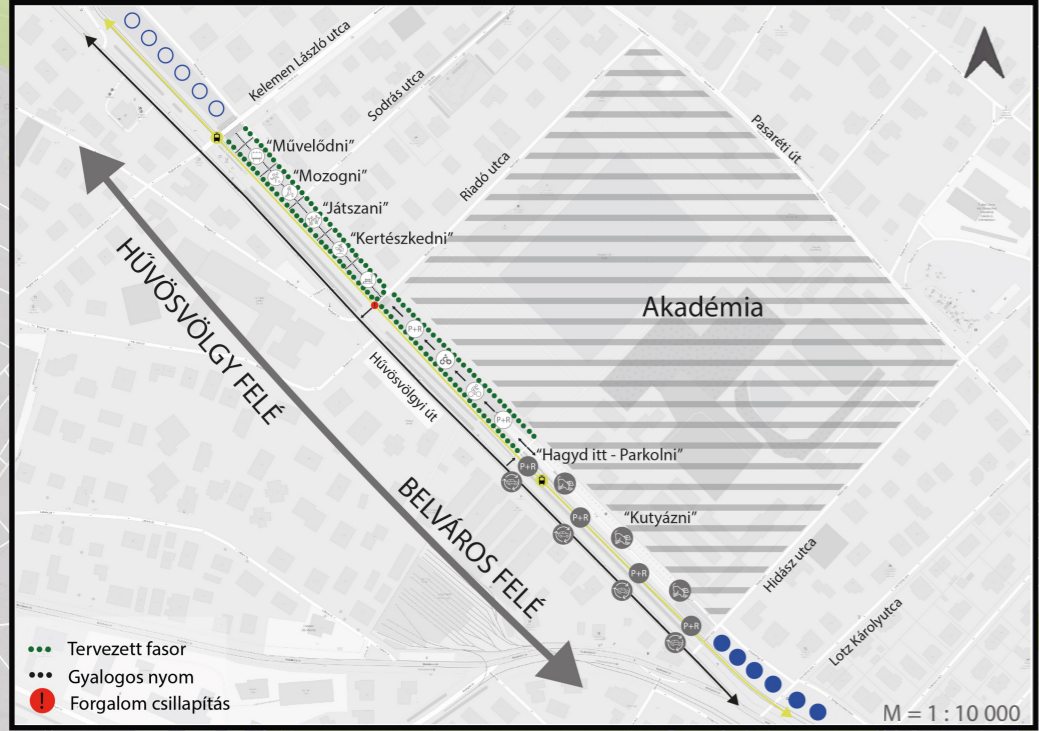 Kelemen László utca
Sodrás utca
Riadó utca
Pasaréti út
"Művelődni"
"Mozogni"
"Játszani"
"Kertészkedni"
Akadémia
HŰVÖSVÖLGY FELÉ
P+R
Hűvösvölgyi út
P+R
"Hagyd itt - Parkolni"
P+R
BELVÁROS FELÉ
P+R
"Kutyázni"
Hidász utca
P+R
P+R
Lotz Károlyutca
Tervezett fasor
Gyalogos nyom
! Forgalom csillapítás
M = 1 : 10 000